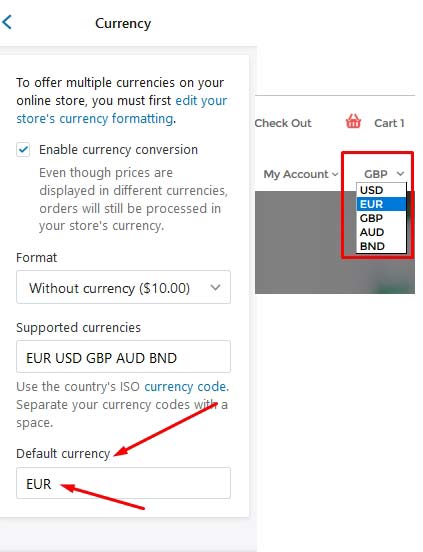 Currency
To offer multiple currencies on your
online store, you must first edit your
store's currency formatting.
Enable currency conversion
Even though prices are
displayed in different currencies,
orders will still be processed in
your store's currency.
Format
Without currency ($10.00)
Supported currencies
EUR USD GBP AUD BND
Use the country's ISO currency code.
Separate your currency codes with a
space.
Default currency
EUR
Check Out
Cart 1
My Account
GBP
USD
EUR
GBP
AUD
BND